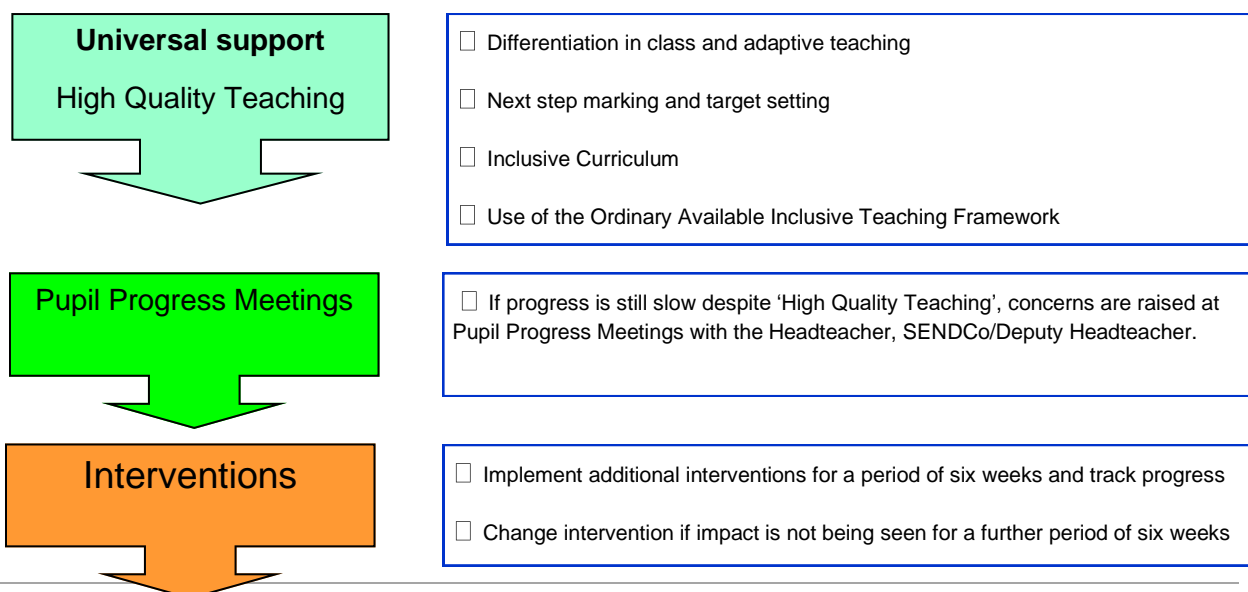 Universal support
High Quality Teaching
□ Differentiation in class and adaptive teaching
□ Next step marking and target setting
□ Inclusive Curriculum
□ Use of the Ordinary Available Inclusive Teaching Framework
Pupil Progress Meetings
□ If progress is still slow despite ‘High Quality Teaching’, concerns are raised at
Pupil Progress Meetings with the Headteacher, SENDCo/Deputy Headteacher.
Interventions
□ Implement additional interventions for a period of six weeks and track progress
□ Change intervention if impact is not being seen for a further period of six weeks